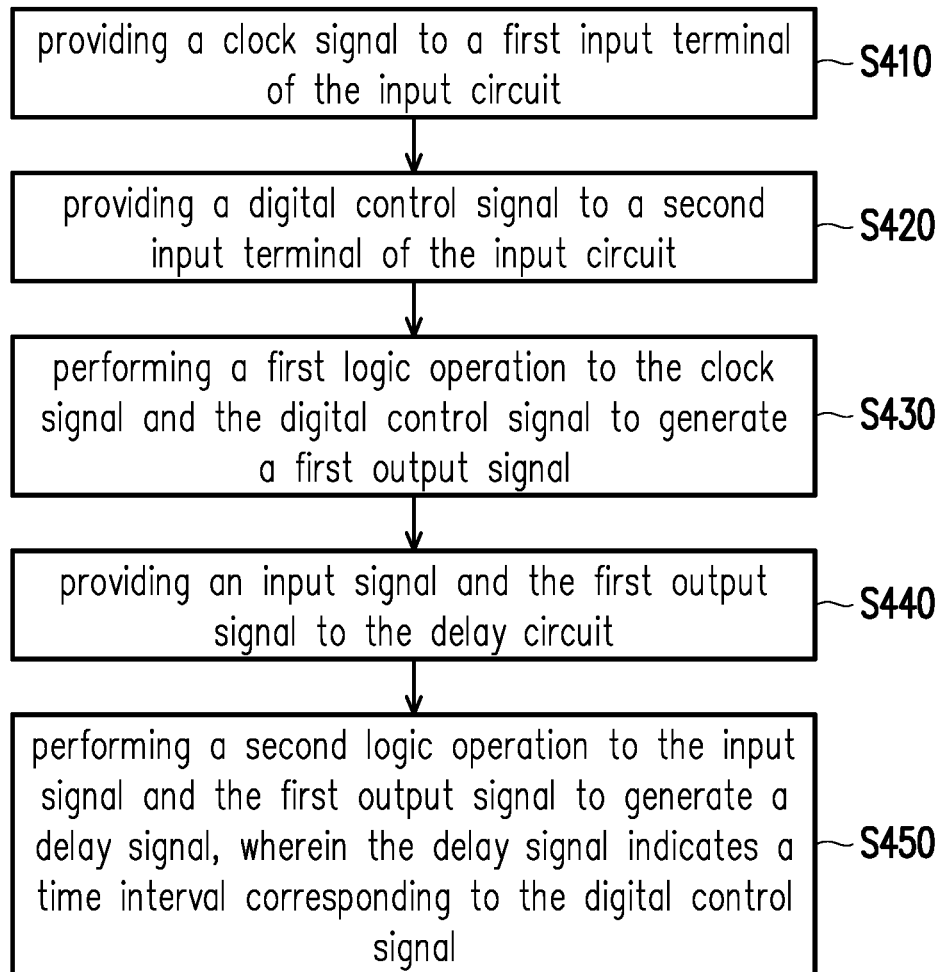 providing a clock signal to a first input terminal
of the input circuit
S410
providing a digital control signal to a second
input terminal of the input circuit
S420
performing a first logic operation to the clock
signal and the digital control signal to generate
a first output signal
S430
providing an input signal and the first output
signal to the delay circuit
S440
performing a second logic operation to the input
signal and the first output signal to generate a
delay signal, wherein the delay signal indicates a
time interval corresponding to the digital control
signal
S450